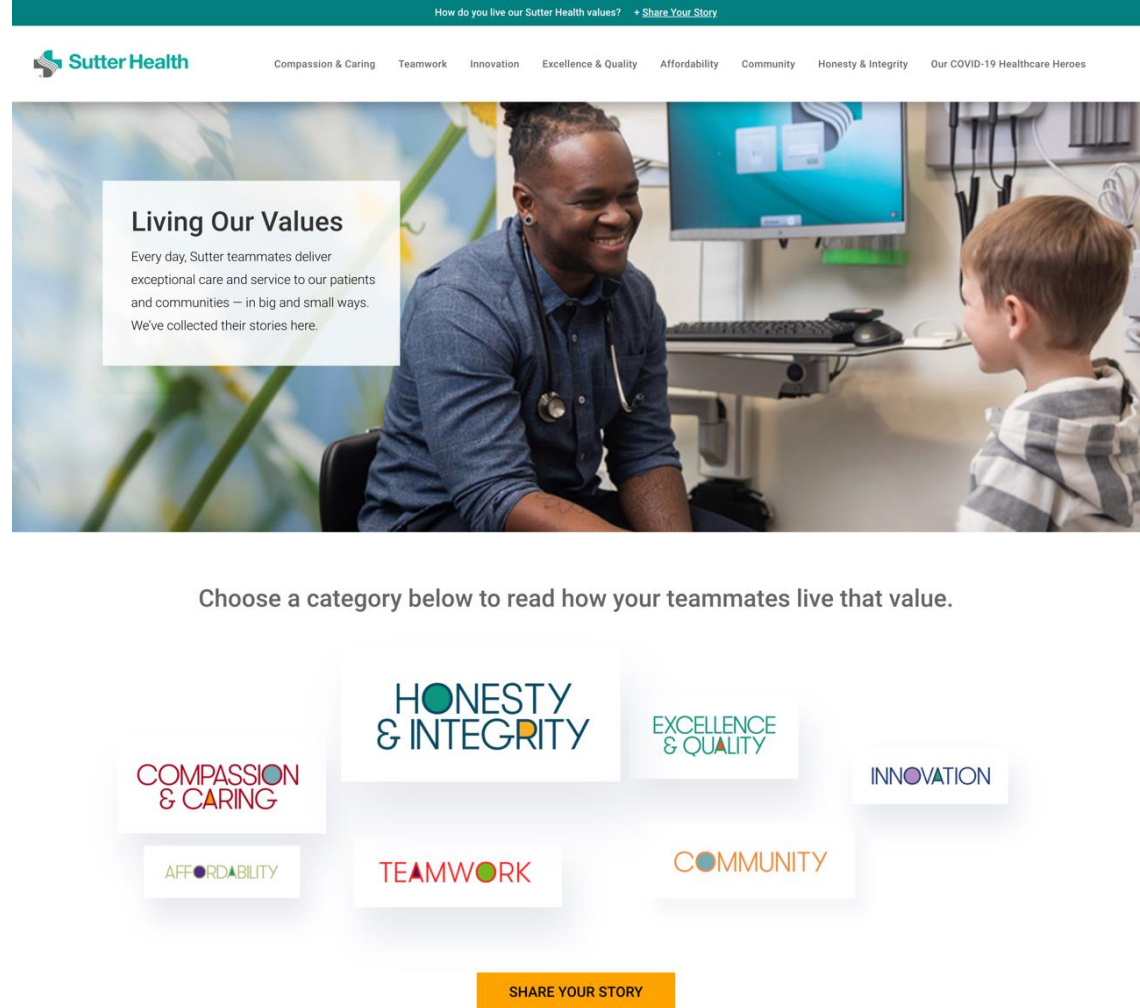 How do you live our Sutter Health values? + Share Your Story
Sutter Health
Compassion & Caring Teamwork Innovation Excellence & Quality Affordability Community Honesty & Integrity Our COVID-19 Healthcare Heroes
Living Our Values
Every day, Sutter teammates deliver
exceptional care and service to our patients
and communities — in big and small ways.
We've collected their stories here.
Choose a category below to read how your teammates live that value.
HONESTY
& INTEGRITY
EXCELLENCE
& QUALITY
COMPASSION
& CARING
INNOVATION
AFFORDABILITY
TEAMWORK
COMMUNITY
SHARE YOUR STORY